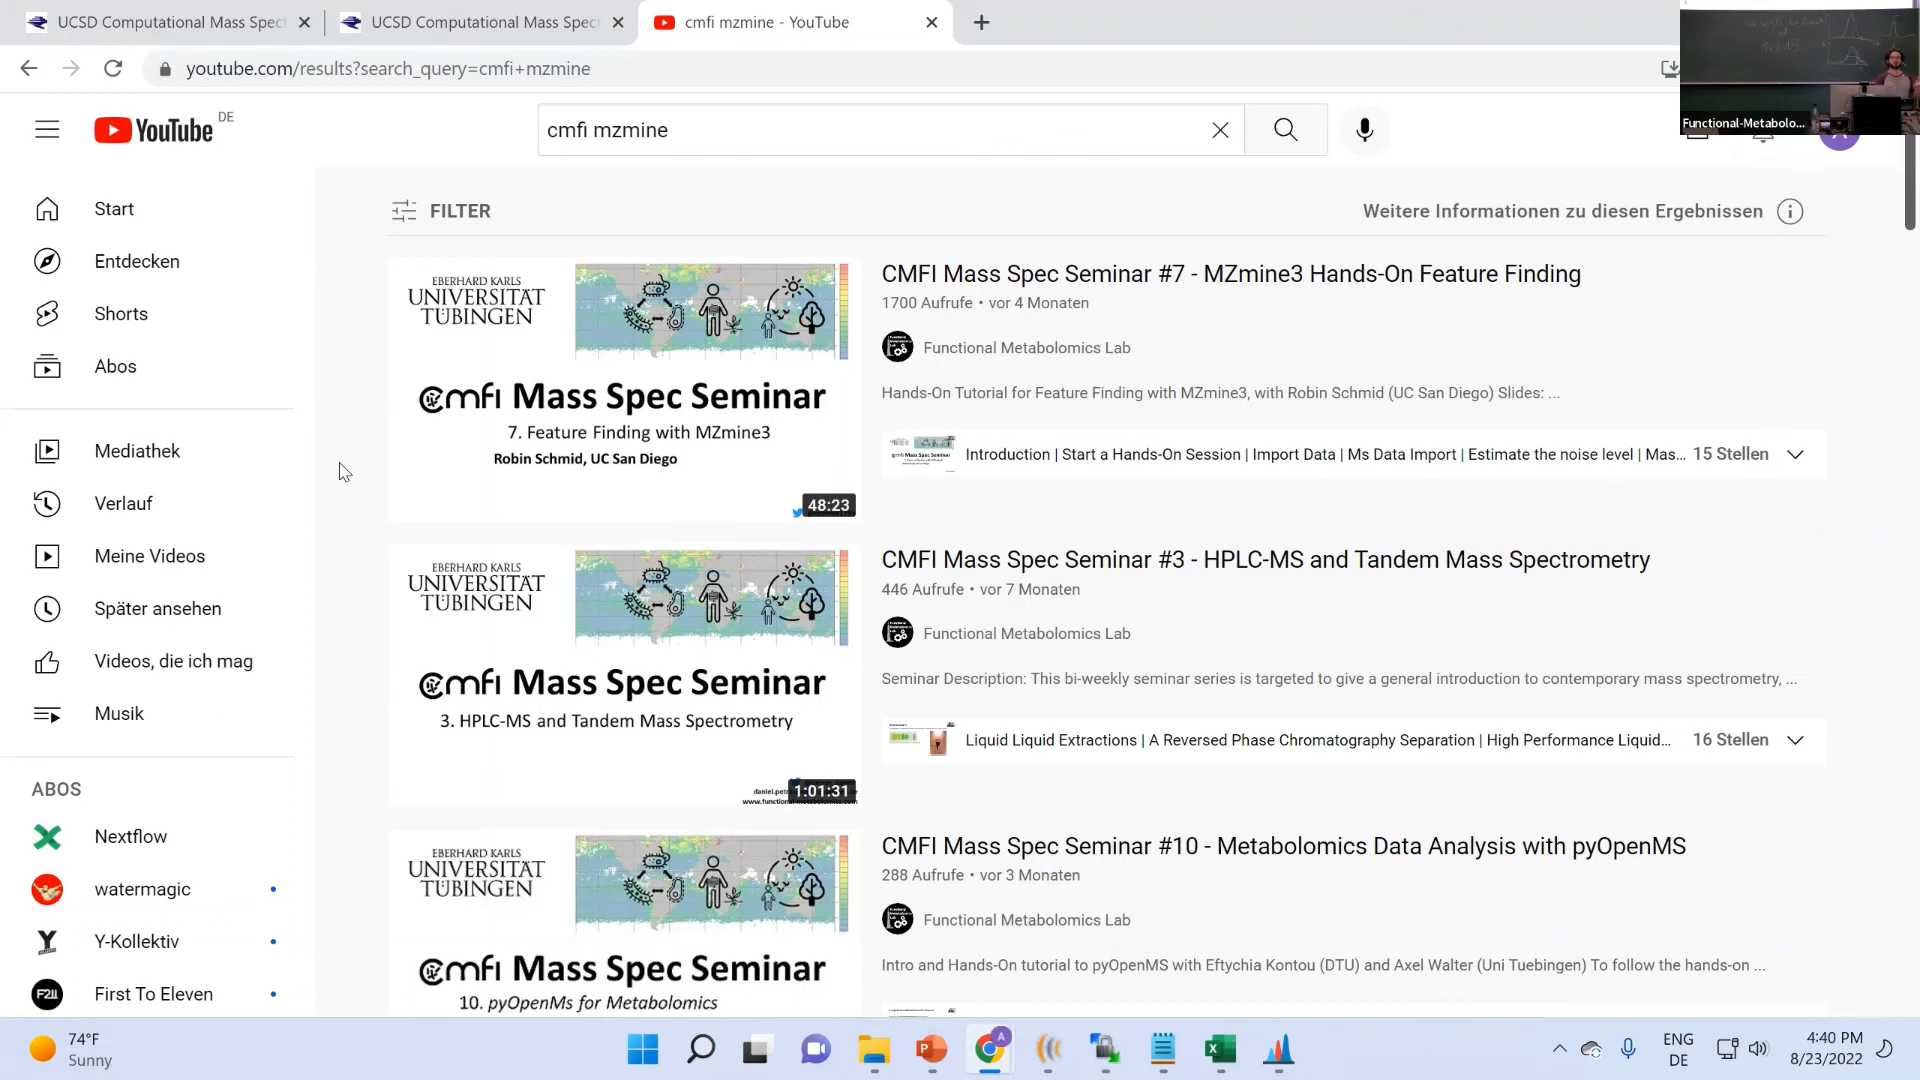 UCSD Computational Mass Spect
UCSD Computational Mass Spec
cmfi mzmine - YouTube
youtube.com/results?search_query=cmfi+mzmine
YouTube DE
cmfi mzmine
Functional-Metabolo...
Start
Entdecken
Shorts
Abos
Mediathek
Verlauf
Meine Videos
Später ansehen
Videos, die ich mag
Musik
ABOS
Nextflow
watermagic
Y-Kollektiv
First To Eleven
FILTER
Weitere Informationen zu diesen Ergebnissen
EBERHARD KARLS
UNIVERSITÄT
TÜBINGEN
cmfi Mass Spec Seminar
7. Feature Finding with MZmine3
Robin Schmid, UC San Diego
48:23
CMFI Mass Spec Seminar #7 - MZmine3 Hands-On Feature Finding
1700 Aufrufe • vor 4 Monaten
Functional Metabolomics Lab
Hands-On Tutorial for Feature Finding with MZmine3, with Robin Schmid (UC San Diego) Slides: ...
Introduction | Start a Hands-On Session | Import Data | Ms Data Import | Estimate the noise level | Mas... 15 Stellen
EBERHARD KARLS
UNIVERSITÄT
TÜBINGEN
cmfi Mass Spec Seminar
3. HPLC-MS and Tandem Mass Spectrometry
1:01:31
CMFI Mass Spec Seminar #3 - HPLC-MS and Tandem Mass Spectrometry
446 Aufrufe • vor 7 Monaten
Functional Metabolomics Lab
Seminar Description: This bi-weekly seminar series is targeted to give a general introduction to contemporary mass spectrometry, ...
Liquid Liquid Extractions | A Reversed Phase Chromatography Separation | High Performance Liquid... 16 Stellen
EBERHARD KARLS
UNIVERSITÄT
TÜBINGEN
cmfi Mass Spec Seminar
10. pyOpenMs for Metabolomics
CMFI Mass Spec Seminar #10 - Metabolomics Data Analysis with pyOpenMS
288 Aufrufe • vor 3 Monaten
Functional Metabolomics Lab
Intro and Hands-On tutorial to pyOpenMS with Eftychia Kontou (DTU) and Axel Walter (Uni Tuebingen) To follow the hands-on ...
74°F
Sunny
ENG
DE
4:40 PM
8/23/2022